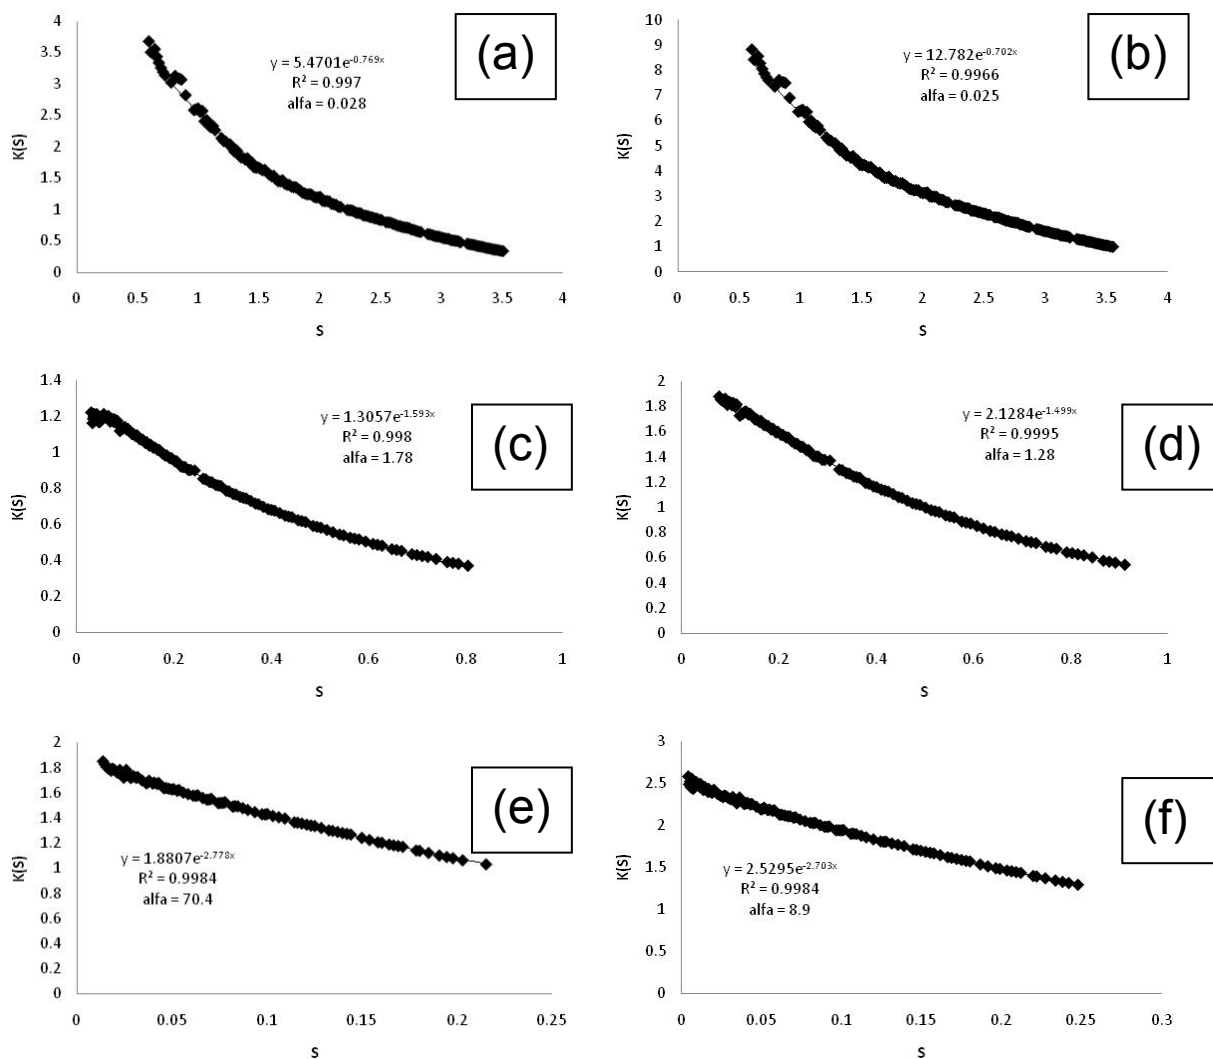 4
3.5
3
2.5
2
1.5
1
0.5
0
K(S)
y = 5.4701e^-0.769x
R² = 0.997
alfa = 0.028
(a)
0 0.5 1 1.5 2 2.5 3 3.5 4
S
10
9
8
7
6
5
4
3
2
1
0
K(S)
y = 12.782e^-0.702x
R² = 0.9966
alfa = 0.025
(b)
0 0.5 1 1.5 2 2.5 3 3.5 4
S
1.4
1.2
1
0.8
0.6
0.4
0.2
0
K(S)
y = 1.3057e^-1.593x
R² = 0.998
alfa = 1.78
(c)
0 0.2 0.4 0.6 0.8 1
S
2
1.8
1.6
1.4
1.2
1
0.8
0.6
0.4
0.2
0
K(S)
y = 2.1284e^-1.499x
R² = 0.9995
alfa = 1.28
(d)
0 0.2 0.4 0.6 0.8 1
S
2
1.8
1.6
1.4
1.2
1
0.8
0.6
0.4
0.2
0
K(S)
(e)
y = 1.8807e^-2.778x
R² = 0.9984
alfa = 70.4
0 0.05 0.1 0.15 0.2 0.25
S
3
2.5
2
1.5
1
0.5
0
K(S)
(f)
y = 2.5295e^-2.703x
R² = 0.9984
alfa = 8.9
0 0.05 0.1 0.15 0.2 0.25 0.3
S